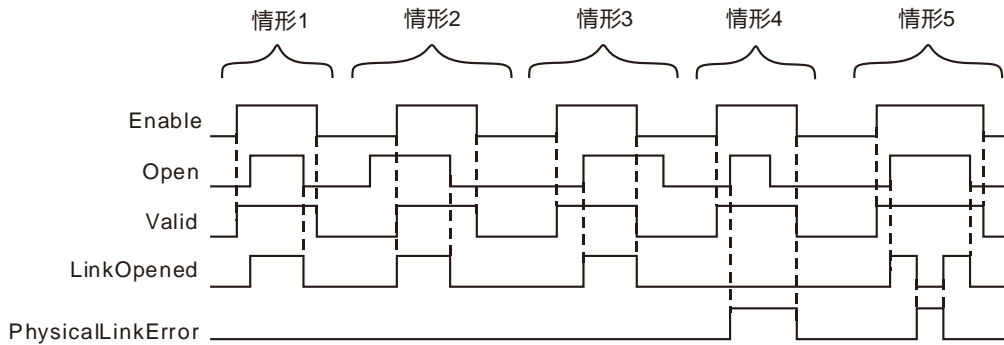 情形1 情形2 情形3 情形4 情形5
Enable
Open
Valid
LinkOpened
PhysicalLinkError